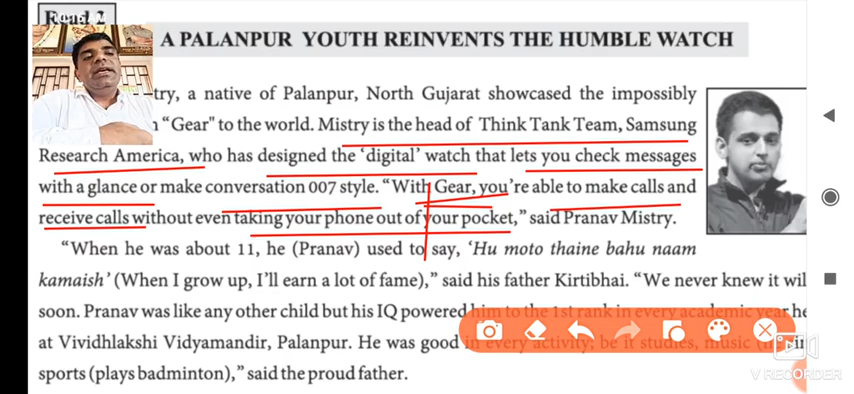 Read 2
A PALANPUR YOUTH REINVENTS THE HUMBLE WATCH
try, a native of Palanpur, North Gujarat showcased the impossibly
"Gear" to the world. Mistry is the head of Think Tank Team, Samsung
Research America, who has designed the 'digital' watch that lets you check messages
with a glance or make conversation 007 style. "With Gear, you're able to make calls and
receive calls without even taking your phone out of your pocket," said Pranav Mistry.
"When he was about 11, he (Pranav) used to say, 'Hu moto thaine bahu naam
kamaish' (When I grow up, I'll earn a lot of fame)," said his father Kirtibhai. "We never knew it wil
soon. Pranav was like any other child but his IQ powered him to the 1st rank in every academic year he
at Vividhlakshi Vidyamandir, Palanpur. He was good in every activity; be it studies, music
sports (plays badminton)," said the proud father.
V RECORDER